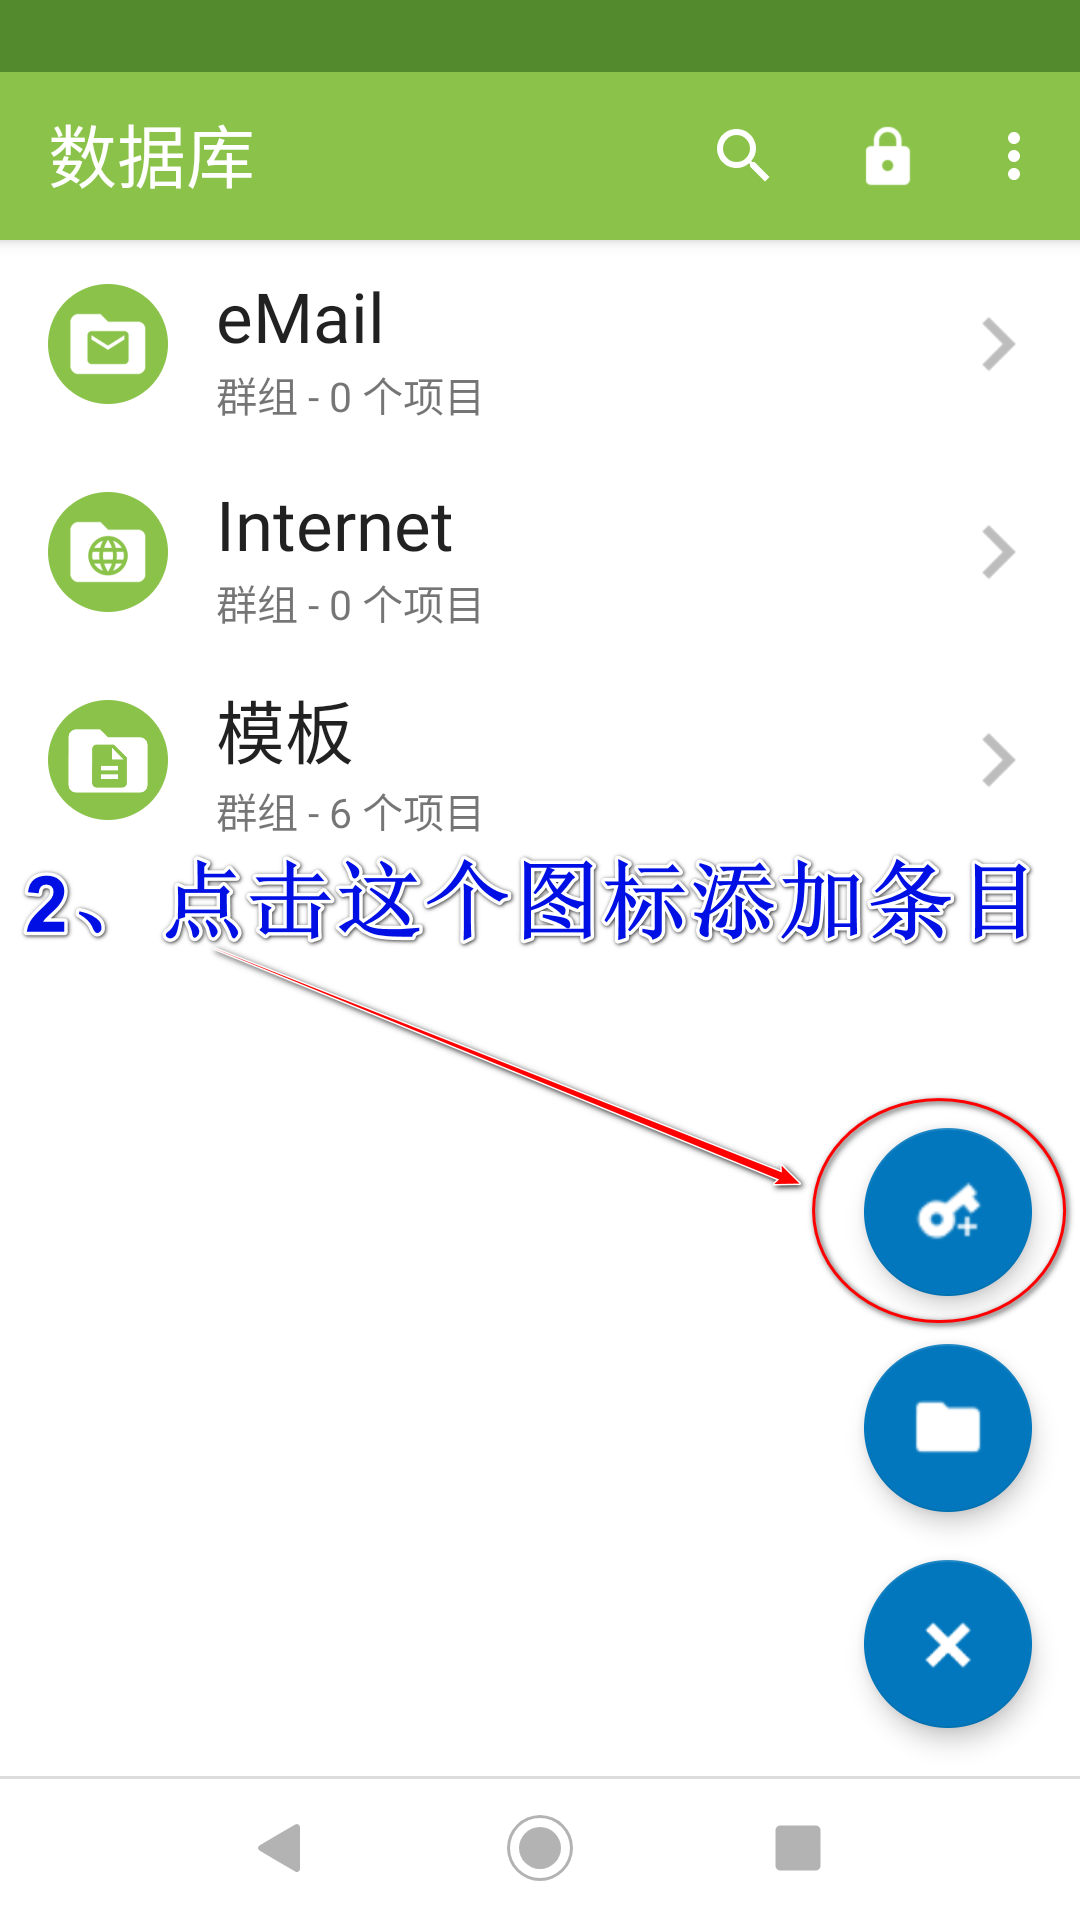 数据库
eMail
群组 - 0 个项目
Internet
群组 - 0 个项目
模板
群组 - 6 个项目
2、点击这个图标添加条目